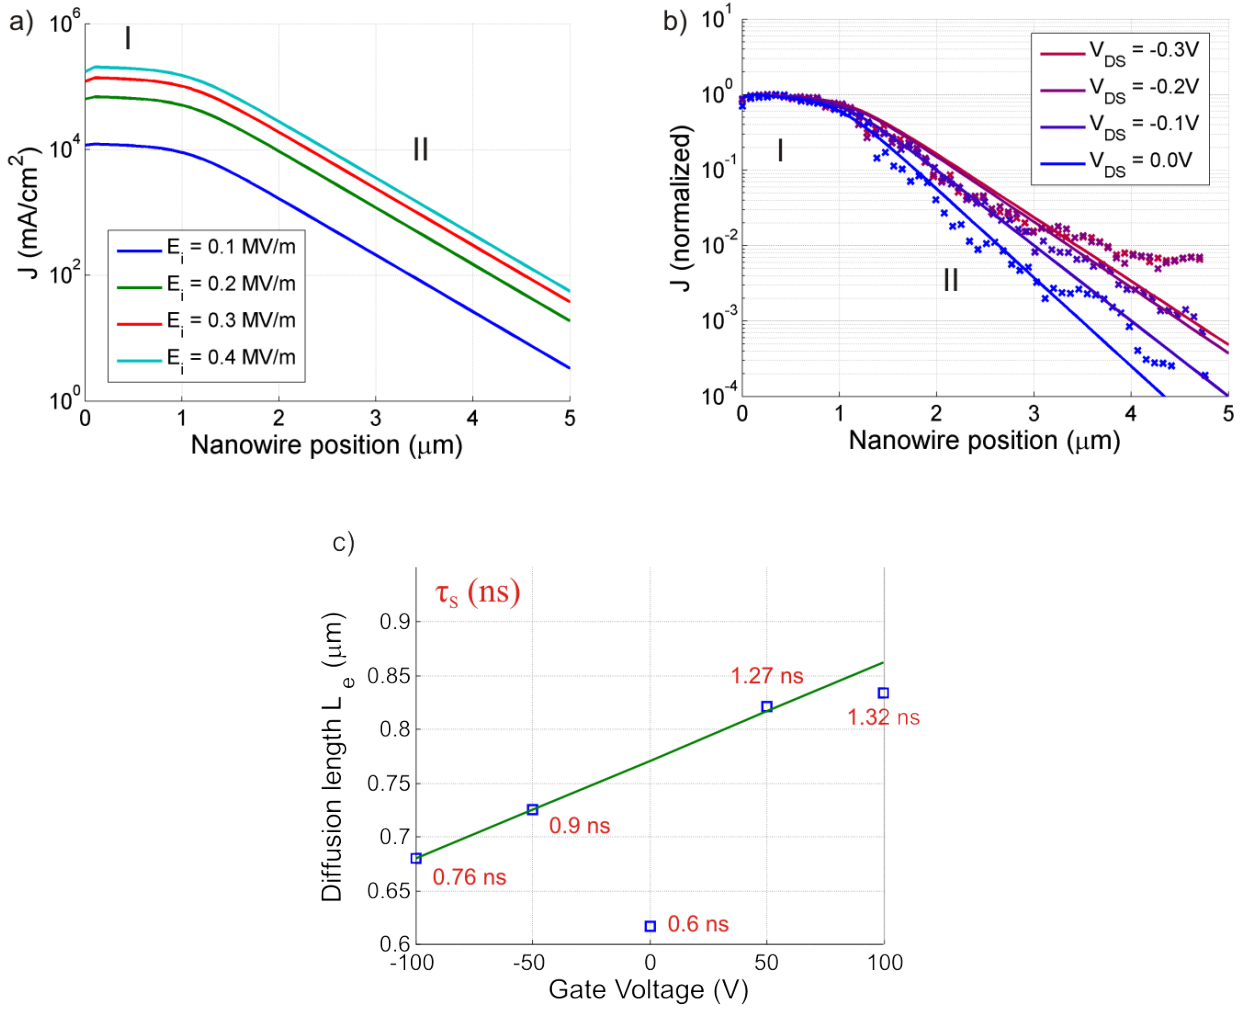 a)
10^6
10^4
10^2
10^0
J (mA/cm^2)
I
II
E_i = 0.1 MV/m
E_i = 0.2 MV/m
E_i = 0.3 MV/m
E_i = 0.4 MV/m
0 1 2 3 4 5
Nanowire position (μm)
b)
10^1
10^0
10^-1
10^-2
10^-3
10^-4
J (normalized)
V_DS = -0.3V
V_DS = -0.2V
V_DS = -0.1V
V_DS = 0.0V
I
II
0 1 2 3 4 5
Nanowire position (μm)
c)
τ_s (ns)
Diffusion length L_e (μm)
0.9
0.85
0.8
0.75
0.7
0.65
0.6
1.27 ns
1.32 ns
0.9 ns
0.76 ns
0.6 ns
-100 -50 0 50 100
Gate Voltage (V)